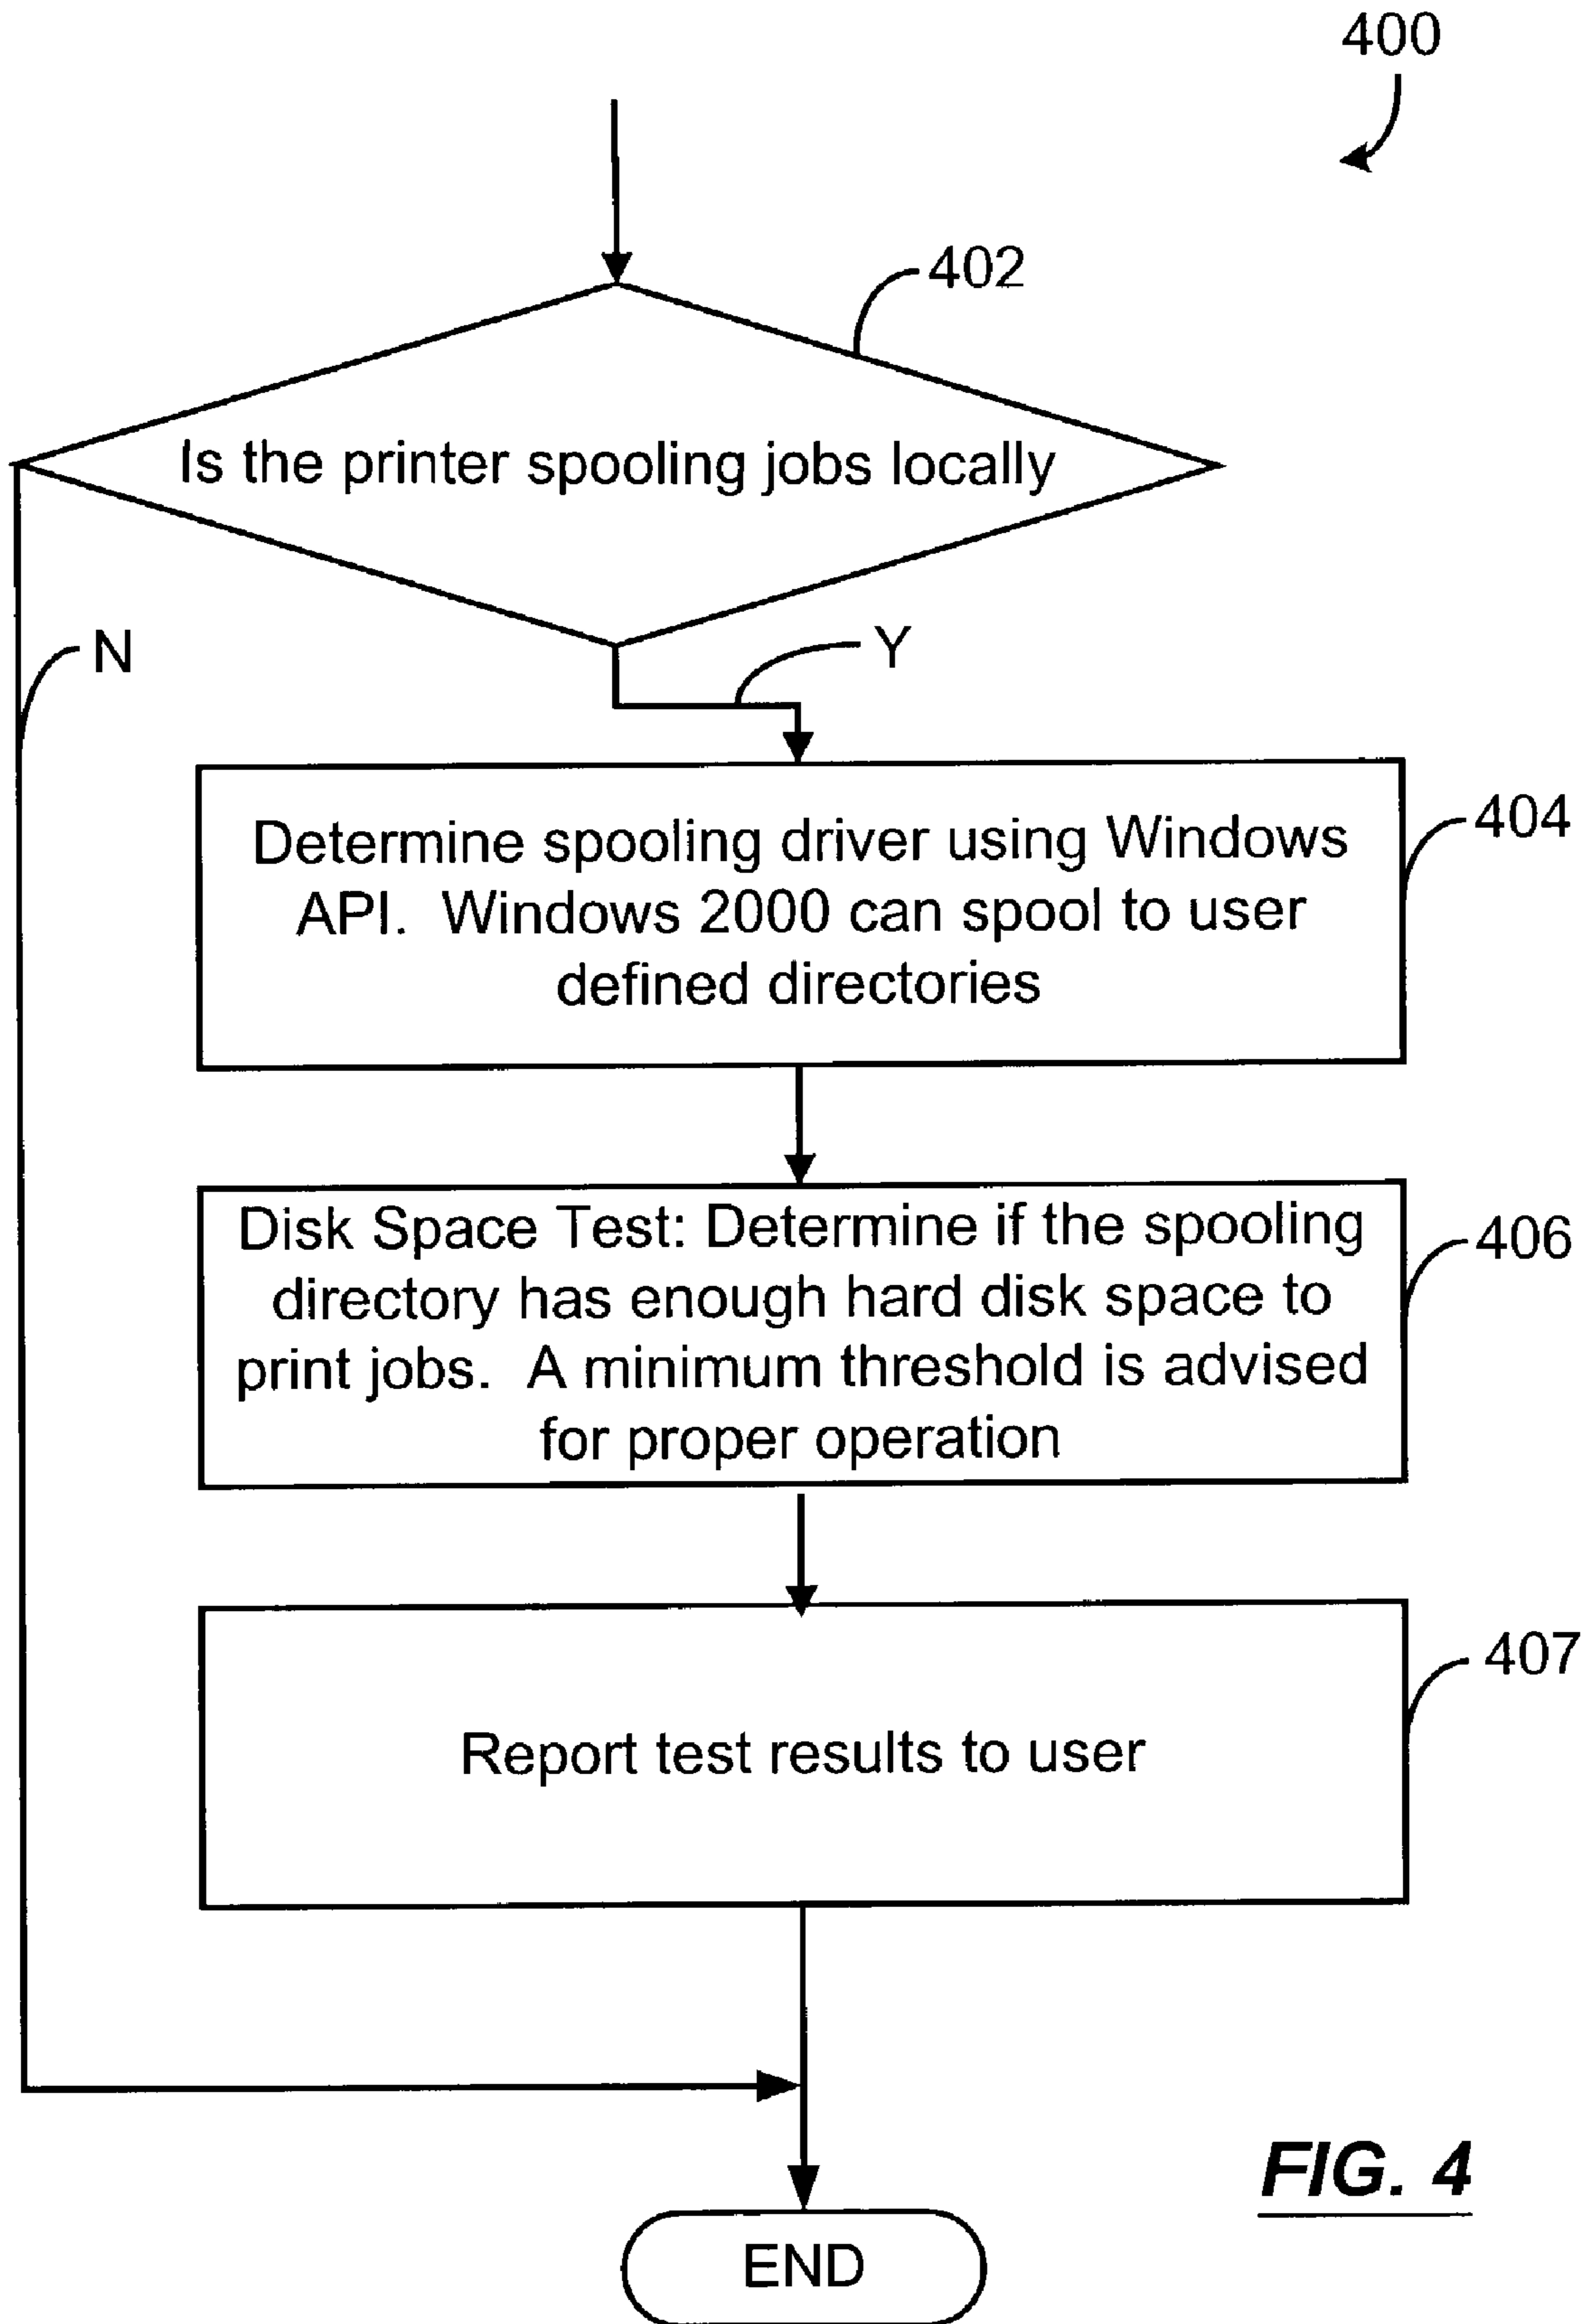 400
402
Is the printer spooling jobs locally
N
Y
Determine spooling driver using Windows
API. Windows 2000 can spool to user
defined directories
404
Disk Space Test: Determine if the spooling
directory has enough hard disk space to
print jobs. A minimum threshold is advised
for proper operation
406
Report test results to user
407
FIG. 4
END